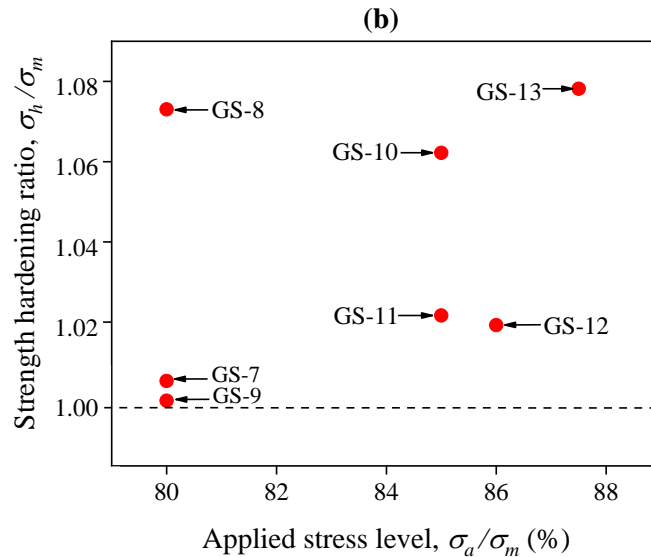 (b)
Strength hardening ratio, σh/σm
1.08
1.06
1.04
1.02
1.00
GS-8
GS-13
GS-10
GS-11
GS-12
GS-7
GS-9
80
82
84
86
88
Applied stress level, σa/σm (%)